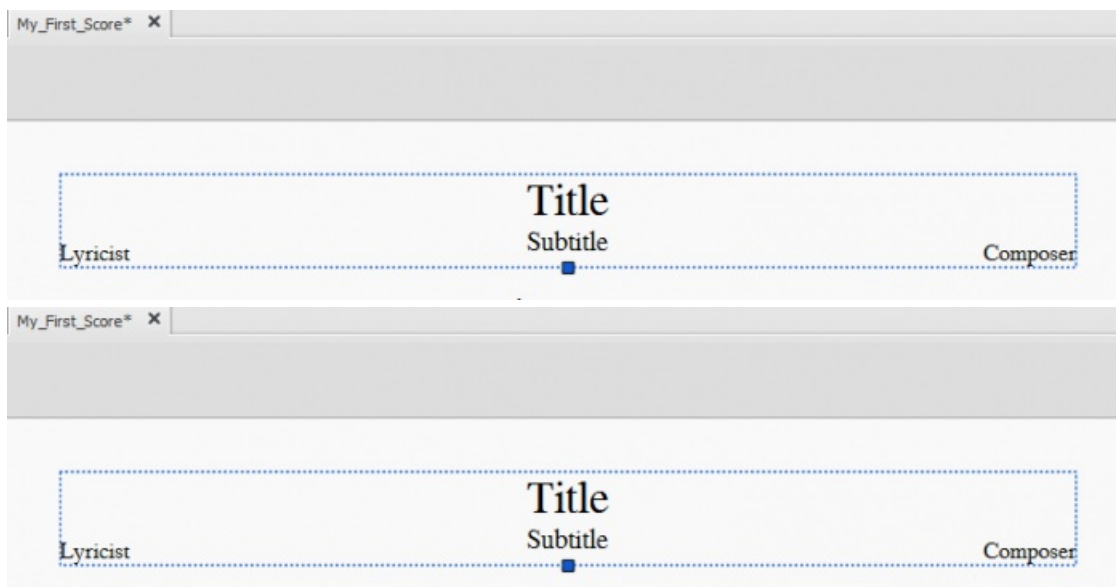 My_First_Score* ✕
Title
Subtitle
Lyricist Composer
My_First_Score* ✕
Title
Subtitle
Lyricist Composer